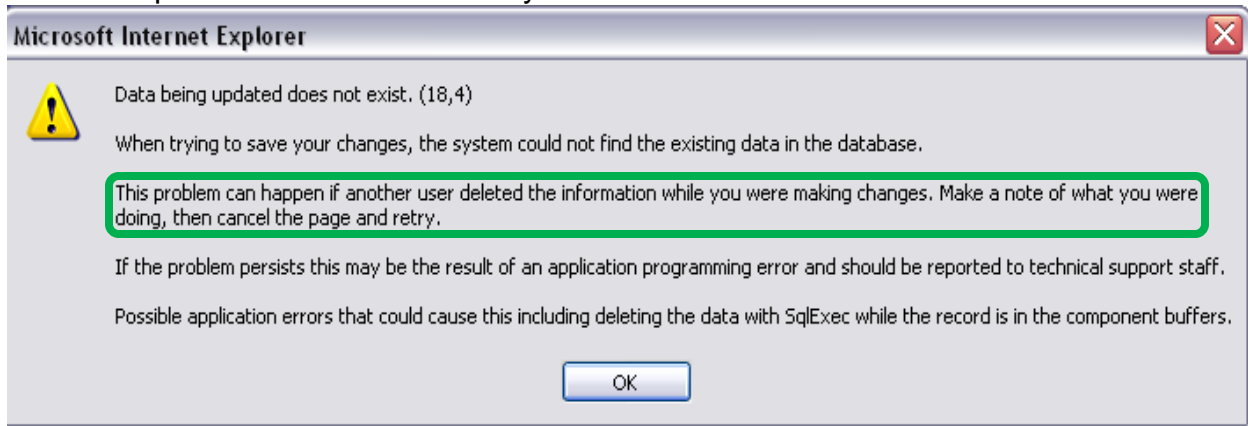 Microsoft Internet Explorer
Data being updated does not exist. (18,4)
When trying to save your changes, the system could not find the existing data in the database.
This problem can happen if another user deleted the information while you were making changes. Make a note of what you were
doing, then cancel the page and retry.
If the problem persists this may be the result of an application programming error and should be reported to technical support staff.
Possible application errors that could cause this including deleting the data with SqlExec while the record is in the component buffers.
OK